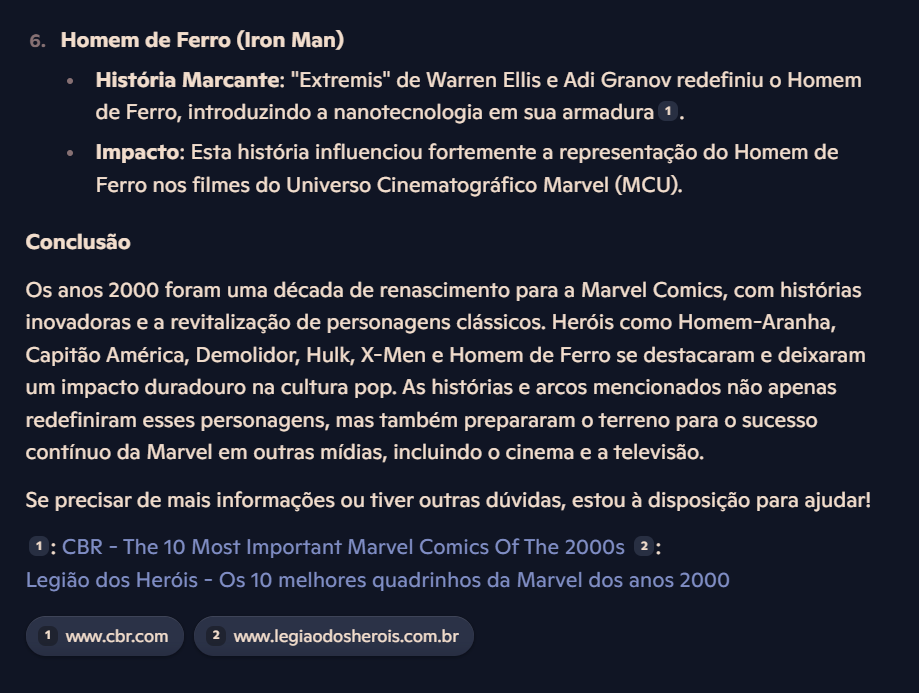 6. Homem de Ferro (Iron Man)
• História Marcante: "Extremis" de Warren Ellis e Adi Granov redefiniu o Homem
de Ferro, introduzindo a nanotecnologia em sua armadura 1 .
• Impacto: Esta história influenciou fortemente a representação do Homem de
Ferro nos filmes do Universo Cinematográfico Marvel (MCU).
Conclusão
Os anos 2000 foram uma década de renascimento para a Marvel Comics, com histórias
inovadoras e a revitalização de personagens clássicos. Heróis como Homem-Aranha,
Capitão América, Demolidor, Hulk, X-Men e Homem de Ferro se destacaram e deixaram
um impacto duradouro na cultura pop. As histórias e arcos mencionados não apenas
redefiniram esses personagens, mas também prepararam o terreno para o sucesso
contínuo da Marvel em outras mídias, incluindo o cinema e a televisão.
Se precisar de mais informações ou tiver outras dúvidas, estou à disposição para ajudar!
1 : CBR - The 10 Most Important Marvel Comics Of The 2000s 2 :
Legião dos Heróis - Os 10 melhores quadrinhos da Marvel dos anos 2000
1 www.cbr.com 2 www.legiaodosherois.com.br